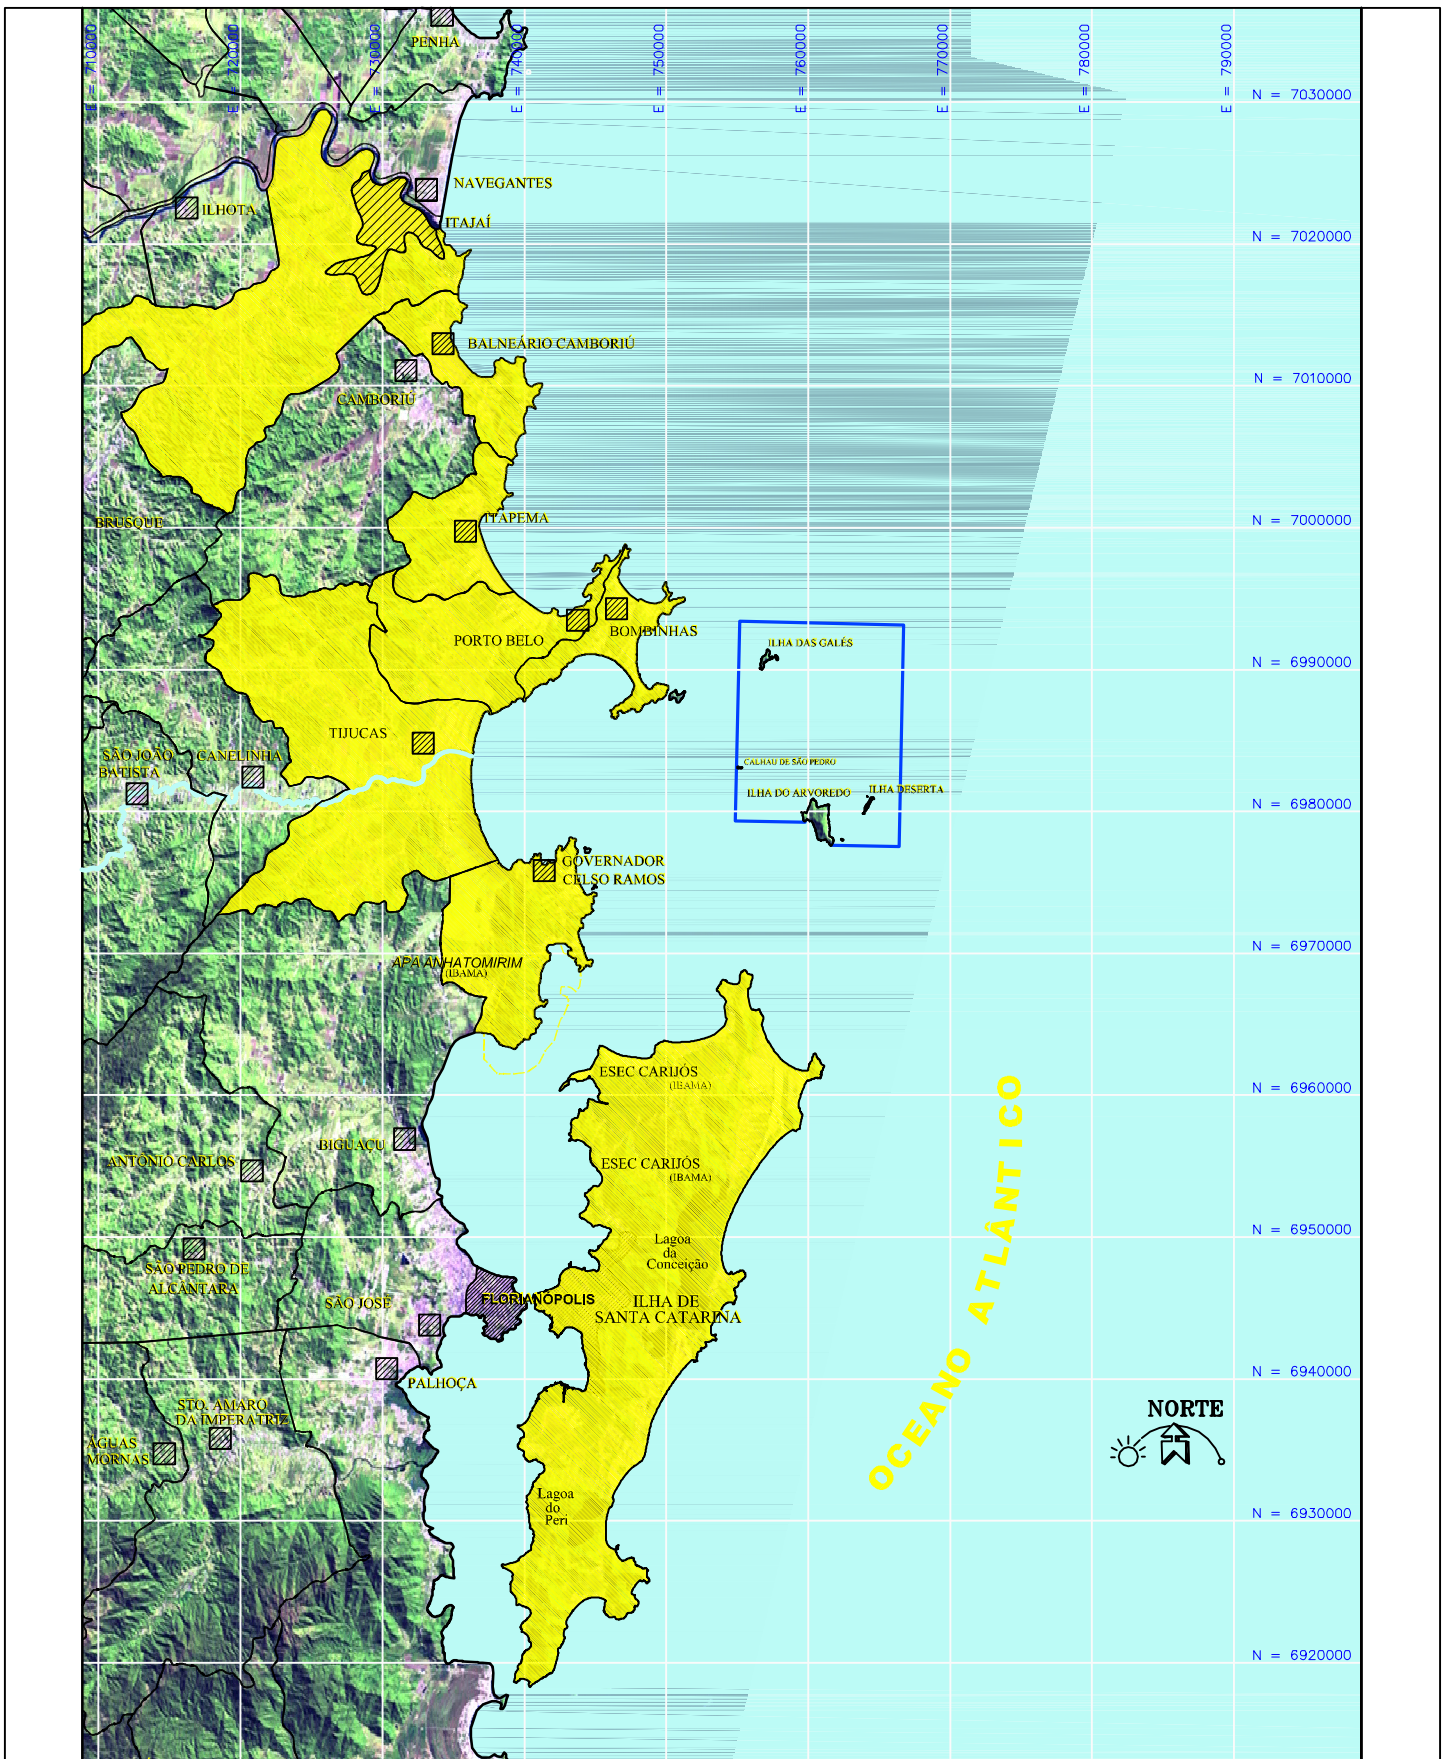 E = 710000
E = 720000
E = 730000
E = 740000
E = 750000
E = 760000
E = 770000
E = 780000
E = 790000
PENHA
N = 7030000
NAVEGANTES
ILHOTA
ITAJAÍ
N = 7020000
BALNEÁRIO CAMBORIÚ
N = 7010000
CAMBORIÚ
BRUSQUE
ITAPEMA
N = 7000000
PORTO BELO
BOMBINHAS
ILHA DAS GALÉS
N = 6990000
TIJUCAS
SÃO JOÃO
BATISTA
CANELINHA
CALHAU DE SÃO PEDRO
ILHA DO ARVOREDO
ILHA DESERTA
N = 6980000
GOVERNADOR
CELSO RAMOS
N = 6970000
APA ANHATOMIRIM
(IBAMA)
ESEC CARIJÓS
(IBAMA)
N = 6960000
BIGUAÇU
ANTÔNIO CARLOS
ESEC CARIJÓS
(IBAMA)
OCEANO ATLÂNTICO
N = 6950000
Lagoa
da
Conceição
SÃO PEDRO DE
ALCÂNTARA
SÃO JOSÉ
FLORIANÓPOLIS
ILHA DE
SANTA CATARINA
N = 6940000
PALHOÇA
STO. AMARO
DA IMPERATRIZ
ÁGUAS
MORNAS
NORTE
Lagoa
do
Peri
N = 6930000
N = 6920000